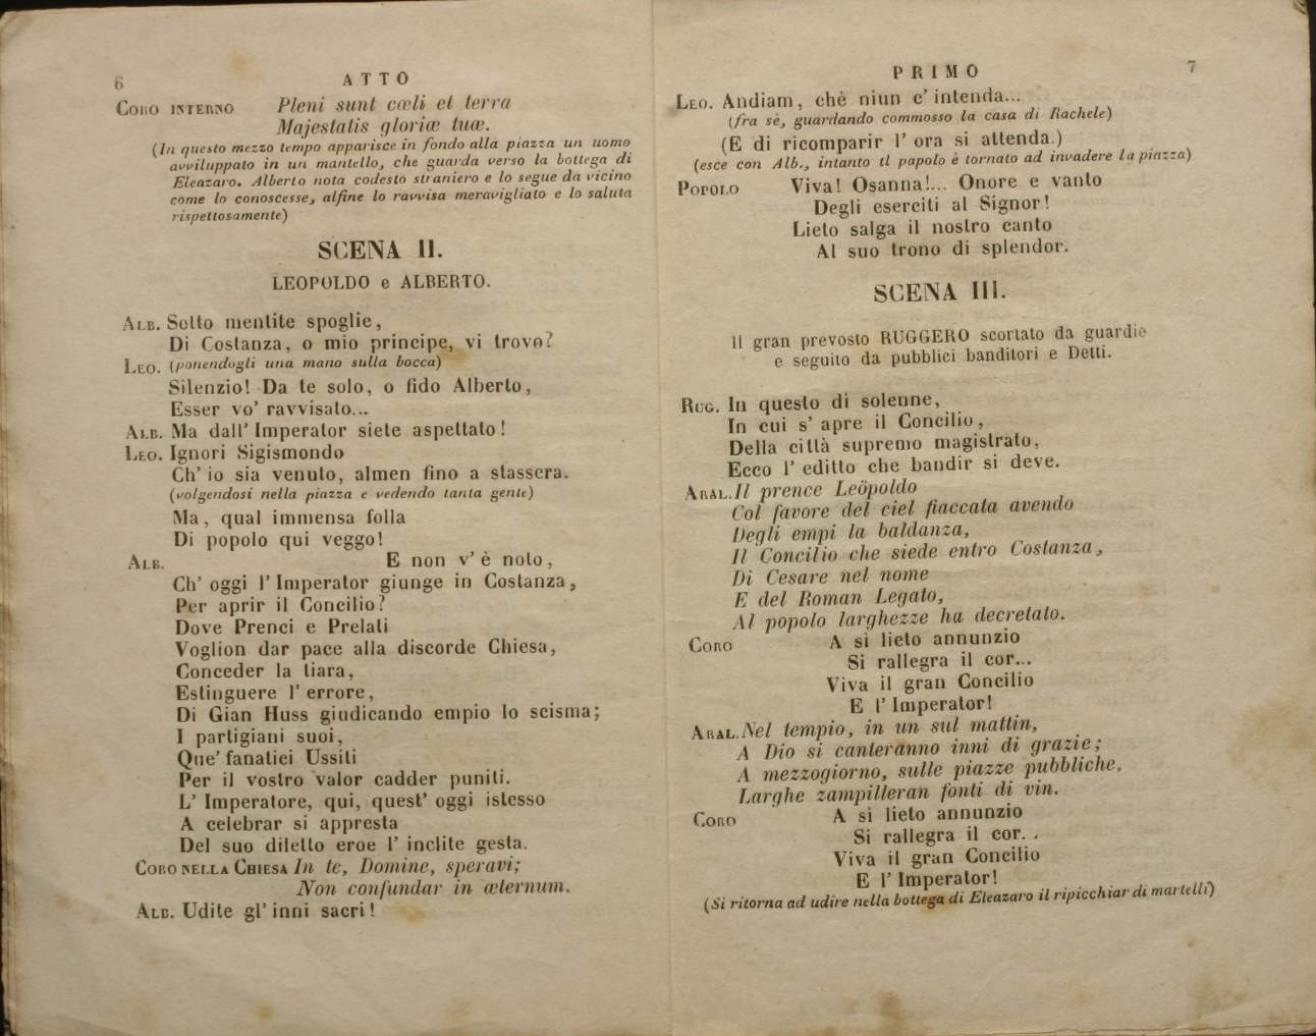 6
ATTO
CORO INTERNO Pleni sunt cœli et terra
Majestatis gloriæ tuæ.
(In questo mezzo tempo apparisce in fondo alla piazza un uomo
avviluppato in un mantello, che guarda verso la bottega di
Eleazaro. Alberto nota codesto straniero e lo segue da vicino
come lo conoscesse, alfine lo ravvisa meravigliato e lo saluta
rispettosamente)
SCENA II.
LEOPOLDO e ALBERTO.
ALB. Sotto mentite spoglie,
Di Costanza, o mio principe, vi trovo?
LEO. (ponendogli una mano sulla bocca)
Silenzio! Da te solo, o fido Alberto,
Esser vo' ravvisato...
ALB. Ma dall' Imperator siete aspettato!
LEO. Ignori Sigismondo
Ch' io sia venuto, almen fino a stassera.
(volgendosi nella piazza e vedendo tanta gente)
Ma, qual immensa folla
Di popolo qui veggo!
ALB. E non v' è noto,
Ch' oggi l' Imperator giunge in Costanza,
Per aprir il Concilio?
Dove Prenci e Prelati
Voglion dar pace alla discorde Chiesa,
Conceder la tiara,
Estinguere l' errore,
Di Gian Huss giudicando empio lo scisma;
I partigiani suoi,
Que' fanatici Ussiti
Per il vostro valor cadder puniti.
L' Imperatore, qui, quest' oggi istesso
A celebrar si appresta
Del suo diletto eroe l' inclite gesta.
CORO NELLA CHIESA In te, Domine, speravi;
Non confundar in æternum.
ALB. Udite gl' inni sacri!
PRIMO
7
LEO. Andiam, chè niun c' intenda...
(fra sè, guardando commosso la casa di Rachele)
(E di ricomparir l' ora si attenda.)
(esce con Alb., intanto il papolo è tornato ad invadere la piazza)
POPOLO Viva! Osanna!... Onore e vanto
Degli eserciti al Signor!
Lieto salga il nostro canto
Al suo trono di splendor.
SCENA III.
Il gran prevosto RUGGERO scortato da guardie
e seguito da pubblici banditori e Detti.
RUG. In questo di solenne,
In cui s' apre il Concilio,
Della città supremo magistrato,
Ecco l' editto che bandir si deve.
ARAL. Il prence Leöpoldo
Col favore del ciel fiaccata avendo
Degli empi la baldanza,
Il Concilio che siede entro Costanza,
Di Cesare nel nome
E del Roman Legato,
Al popolo larghezze ha decretato.
CORO A sì lieto annunzio
Si rallegra il cor...
Viva il gran Concilio
E l' Imperator!
ARAL. Nel tempio, in un sul mattin,
A Dio si canteranno inni di grazie;
A mezzogiorno, sulle piazze pubbliche,
Larghe zampilleran fonti di vin.
CORO A sì lieto annunzio
Si rallegra il cor. .
Viva il gran Concilio
E l' Imperator!
(Si ritorna ad udire nella bottega di Eleazaro il ripicchiar di martelli)